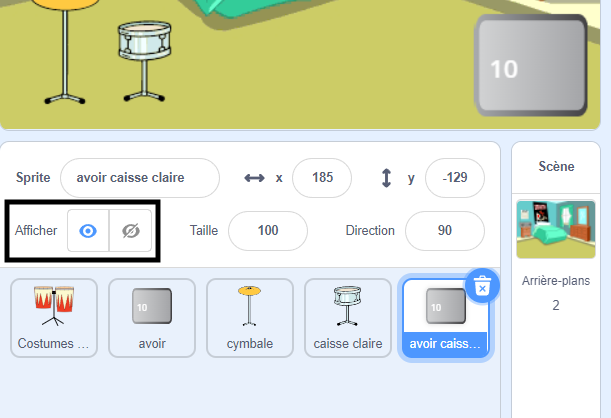 10
Sprite avoir caisse claire x 185 y -129
Scène
Afficher Taille 100 Direction 90
Arrière-plans
2
10 10
Costumes ... avoir cymbale caisse claire avoir caiss...